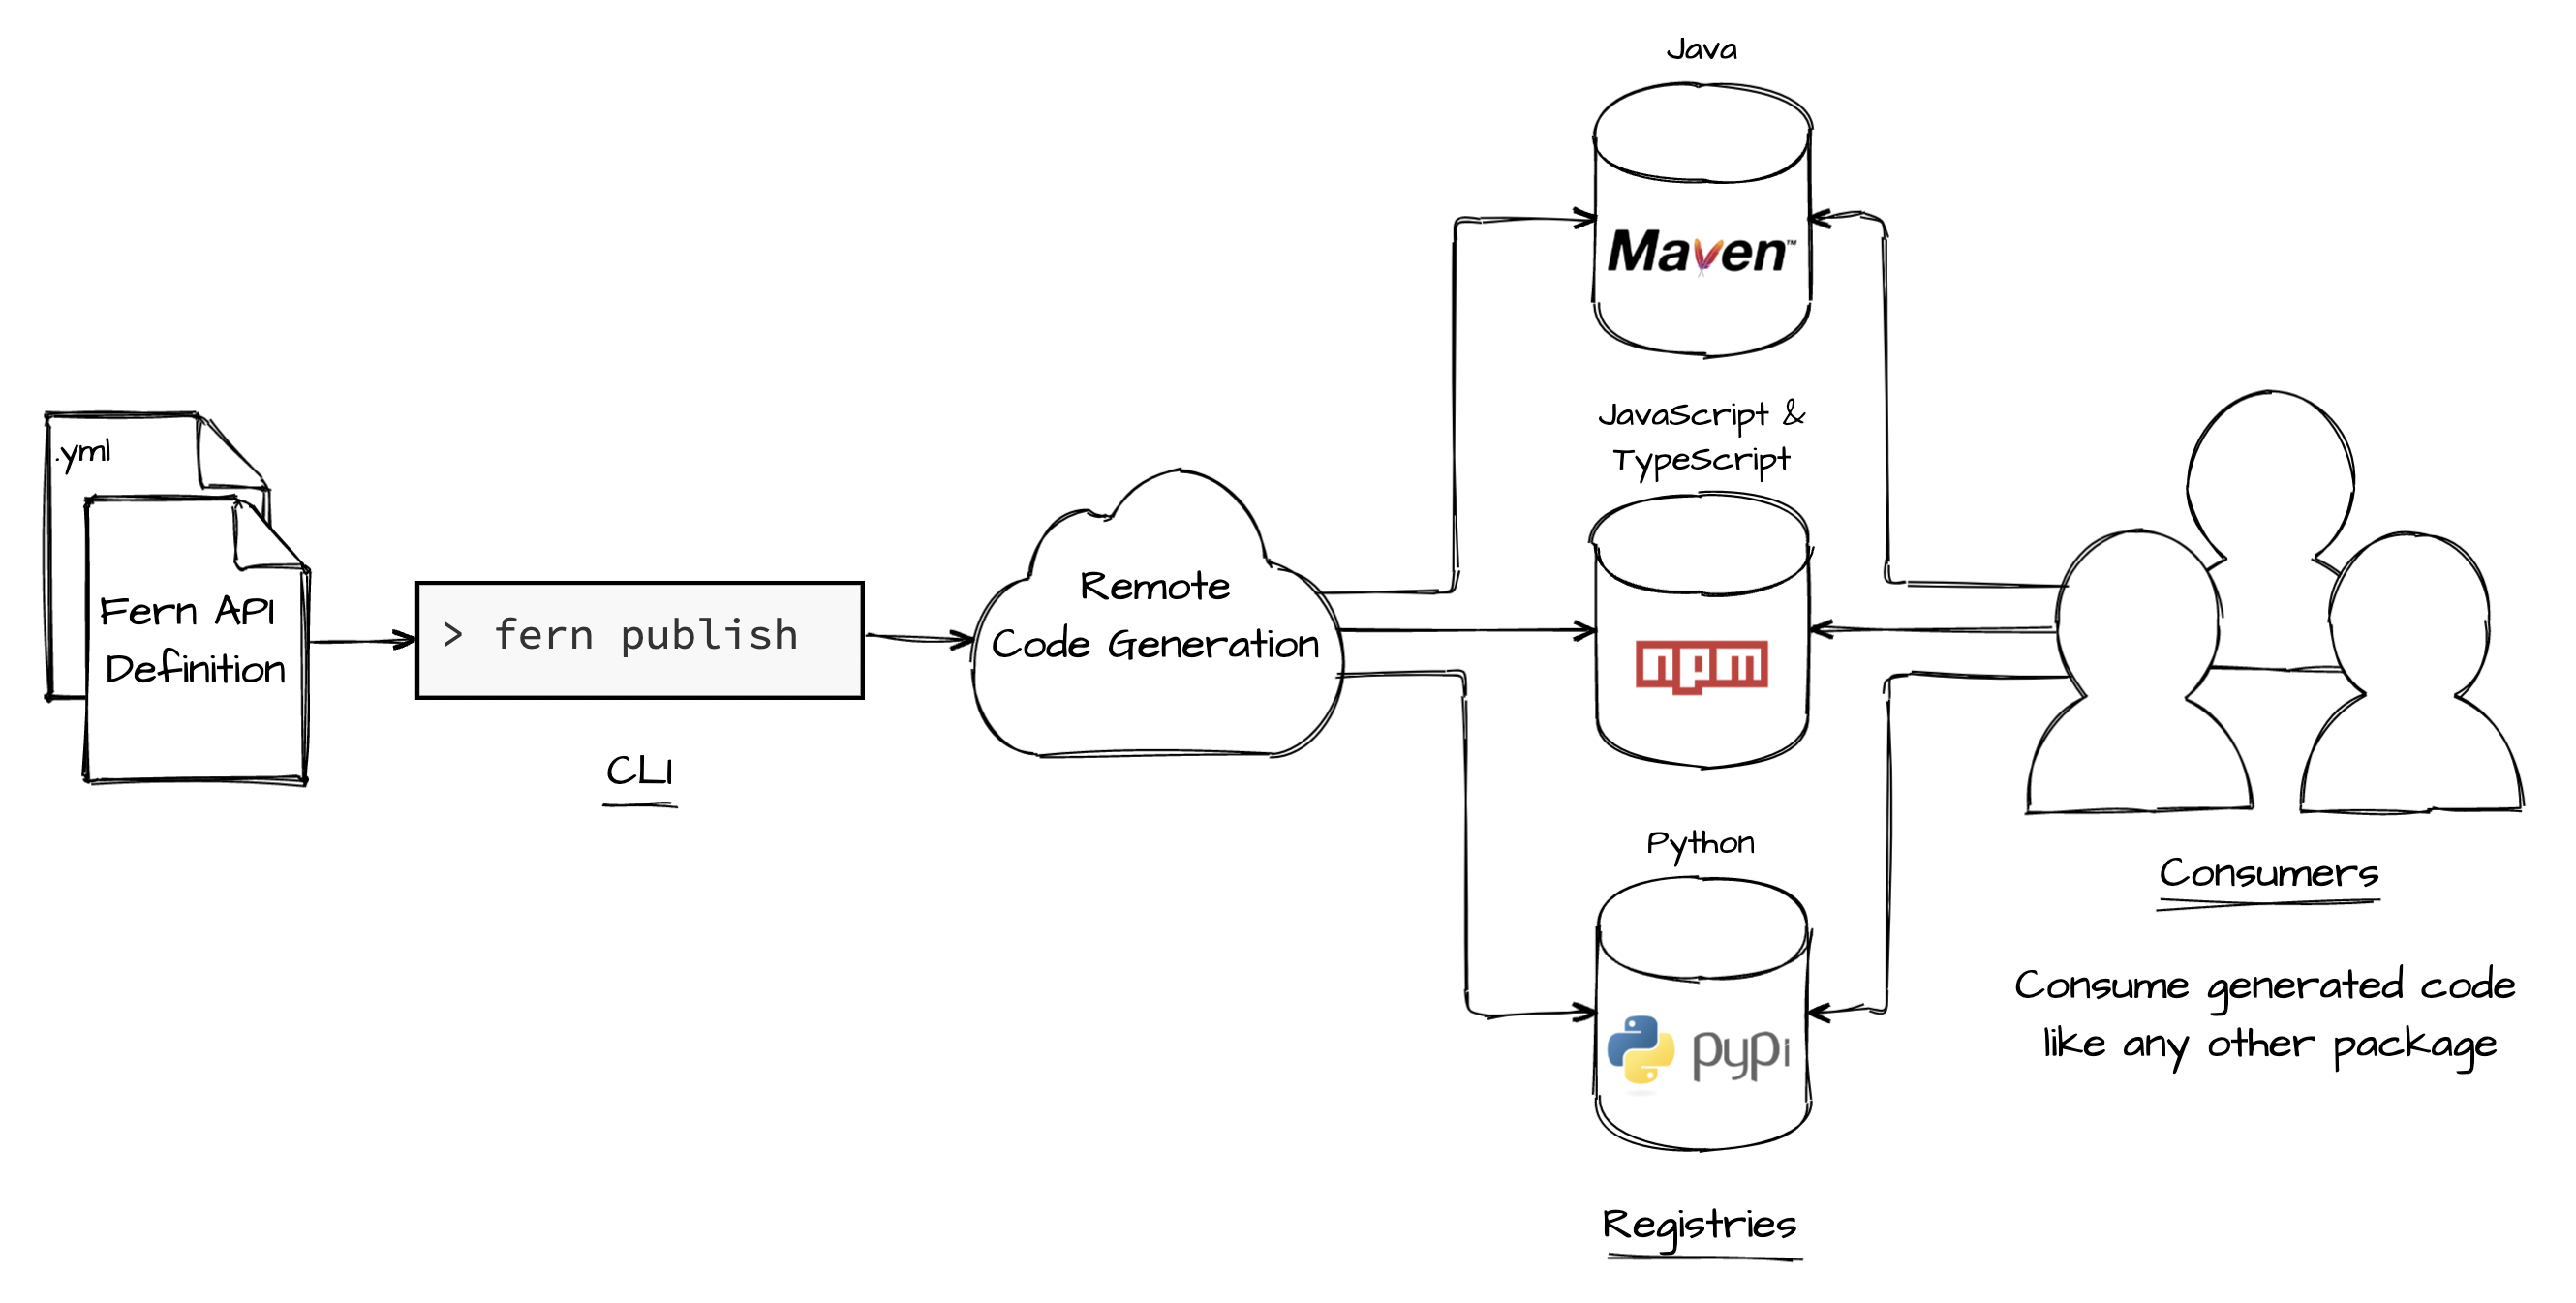 .yml
Fern API
Definition
> fern publish
CLI
Remote
Code Generation
Java
Maven™
JavaScript &
TypeScript
npm
Python
pypi
Registries
Consumers
Consume generated code
like any other package